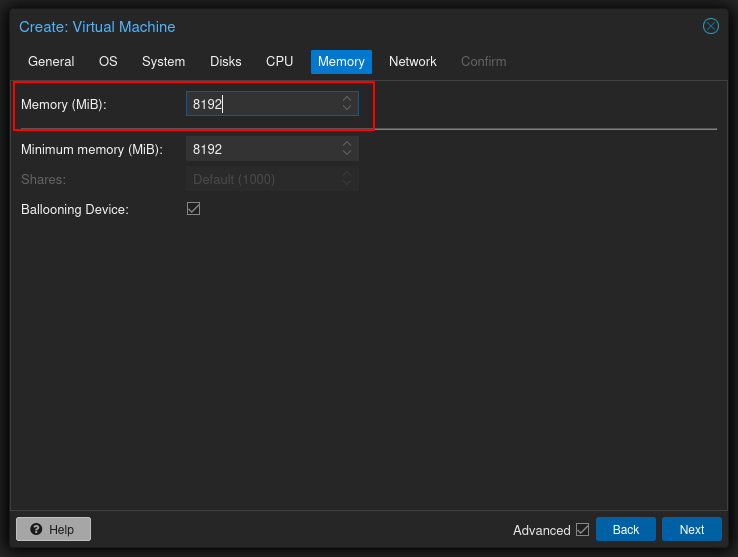 Create: Virtual Machine
General OS System Disks CPU Memory Network Confirm
Memory (MiB): 8192
Minimum memory (MiB): 8192
Shares: Default (1000)
Ballooning Device:
Help Advanced Back Next